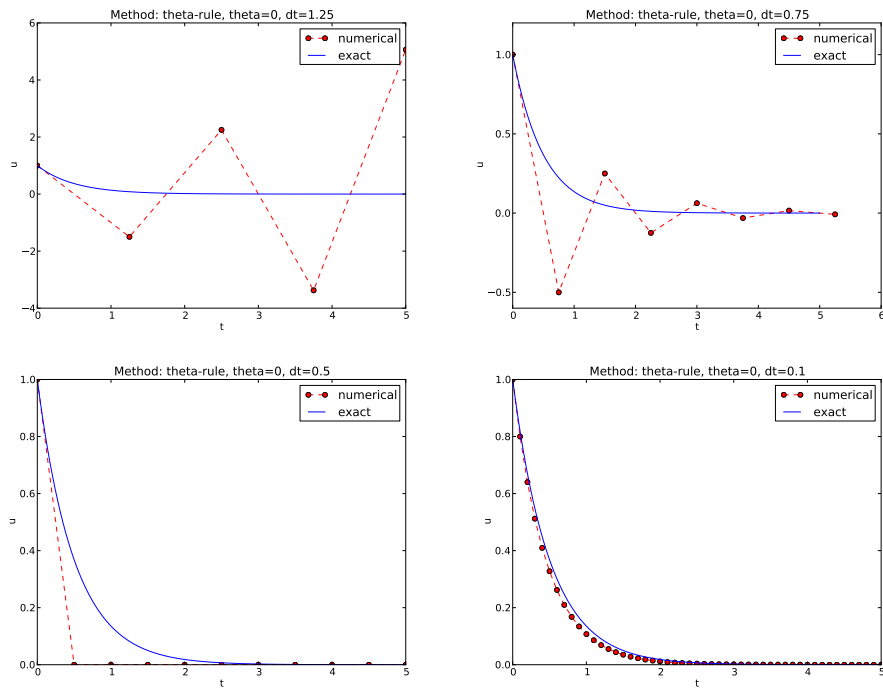 Method: theta-rule, theta=0, dt=1.25
6
4
2
0
−2
−4
u
numerical
exact
0 1 2 3 4 5
t
Method: theta-rule, theta=0, dt=0.75
1.0
0.5
0.0
−0.5
u
numerical
exact
0 1 2 3 4 5 6
t
Method: theta-rule, theta=0, dt=0.5
1.0
0.8
0.6
0.4
0.2
0.0
u
numerical
exact
0 1 2 3 4 5
t
Method: theta-rule, theta=0, dt=0.1
1.0
0.8
0.6
0.4
0.2
0.0
u
numerical
exact
0 1 2 3 4 5
t